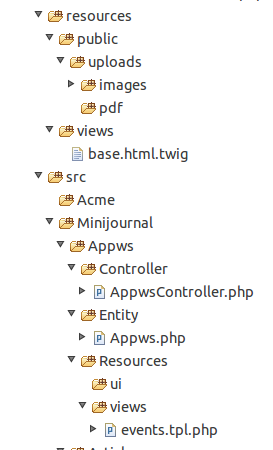 resources
public
uploads
images
pdf
views
base.html.twig
src
Acme
Minijournal
Appws
Controller
AppwsController.php
Entity
Appws.php
Resources
ui
views
events.tpl.php